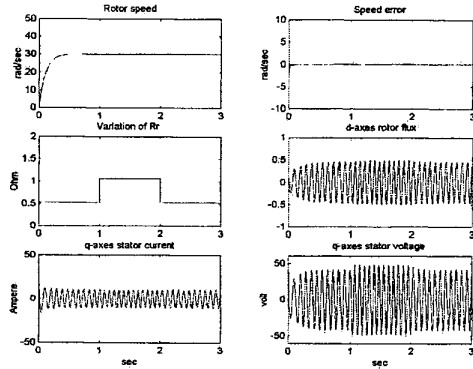 Rotor speed
50
40
30
20
10
0
rad/sec
0 1 2 3
Speed error
10
5
0
-5
-10
rad/sec
0 1 2 3
Variation of Rr
2
1.5
1
0.5
0
Ohm
0 1 2 3
d-axes rotor flux
1
0.5
0
-0.5
-1
0 1 2 3
q-axes stator current
50
0
-50
Ampere
0 1 2 3
sec
q-axes stator voltage
50
0
-50
0 1 2 3
sec